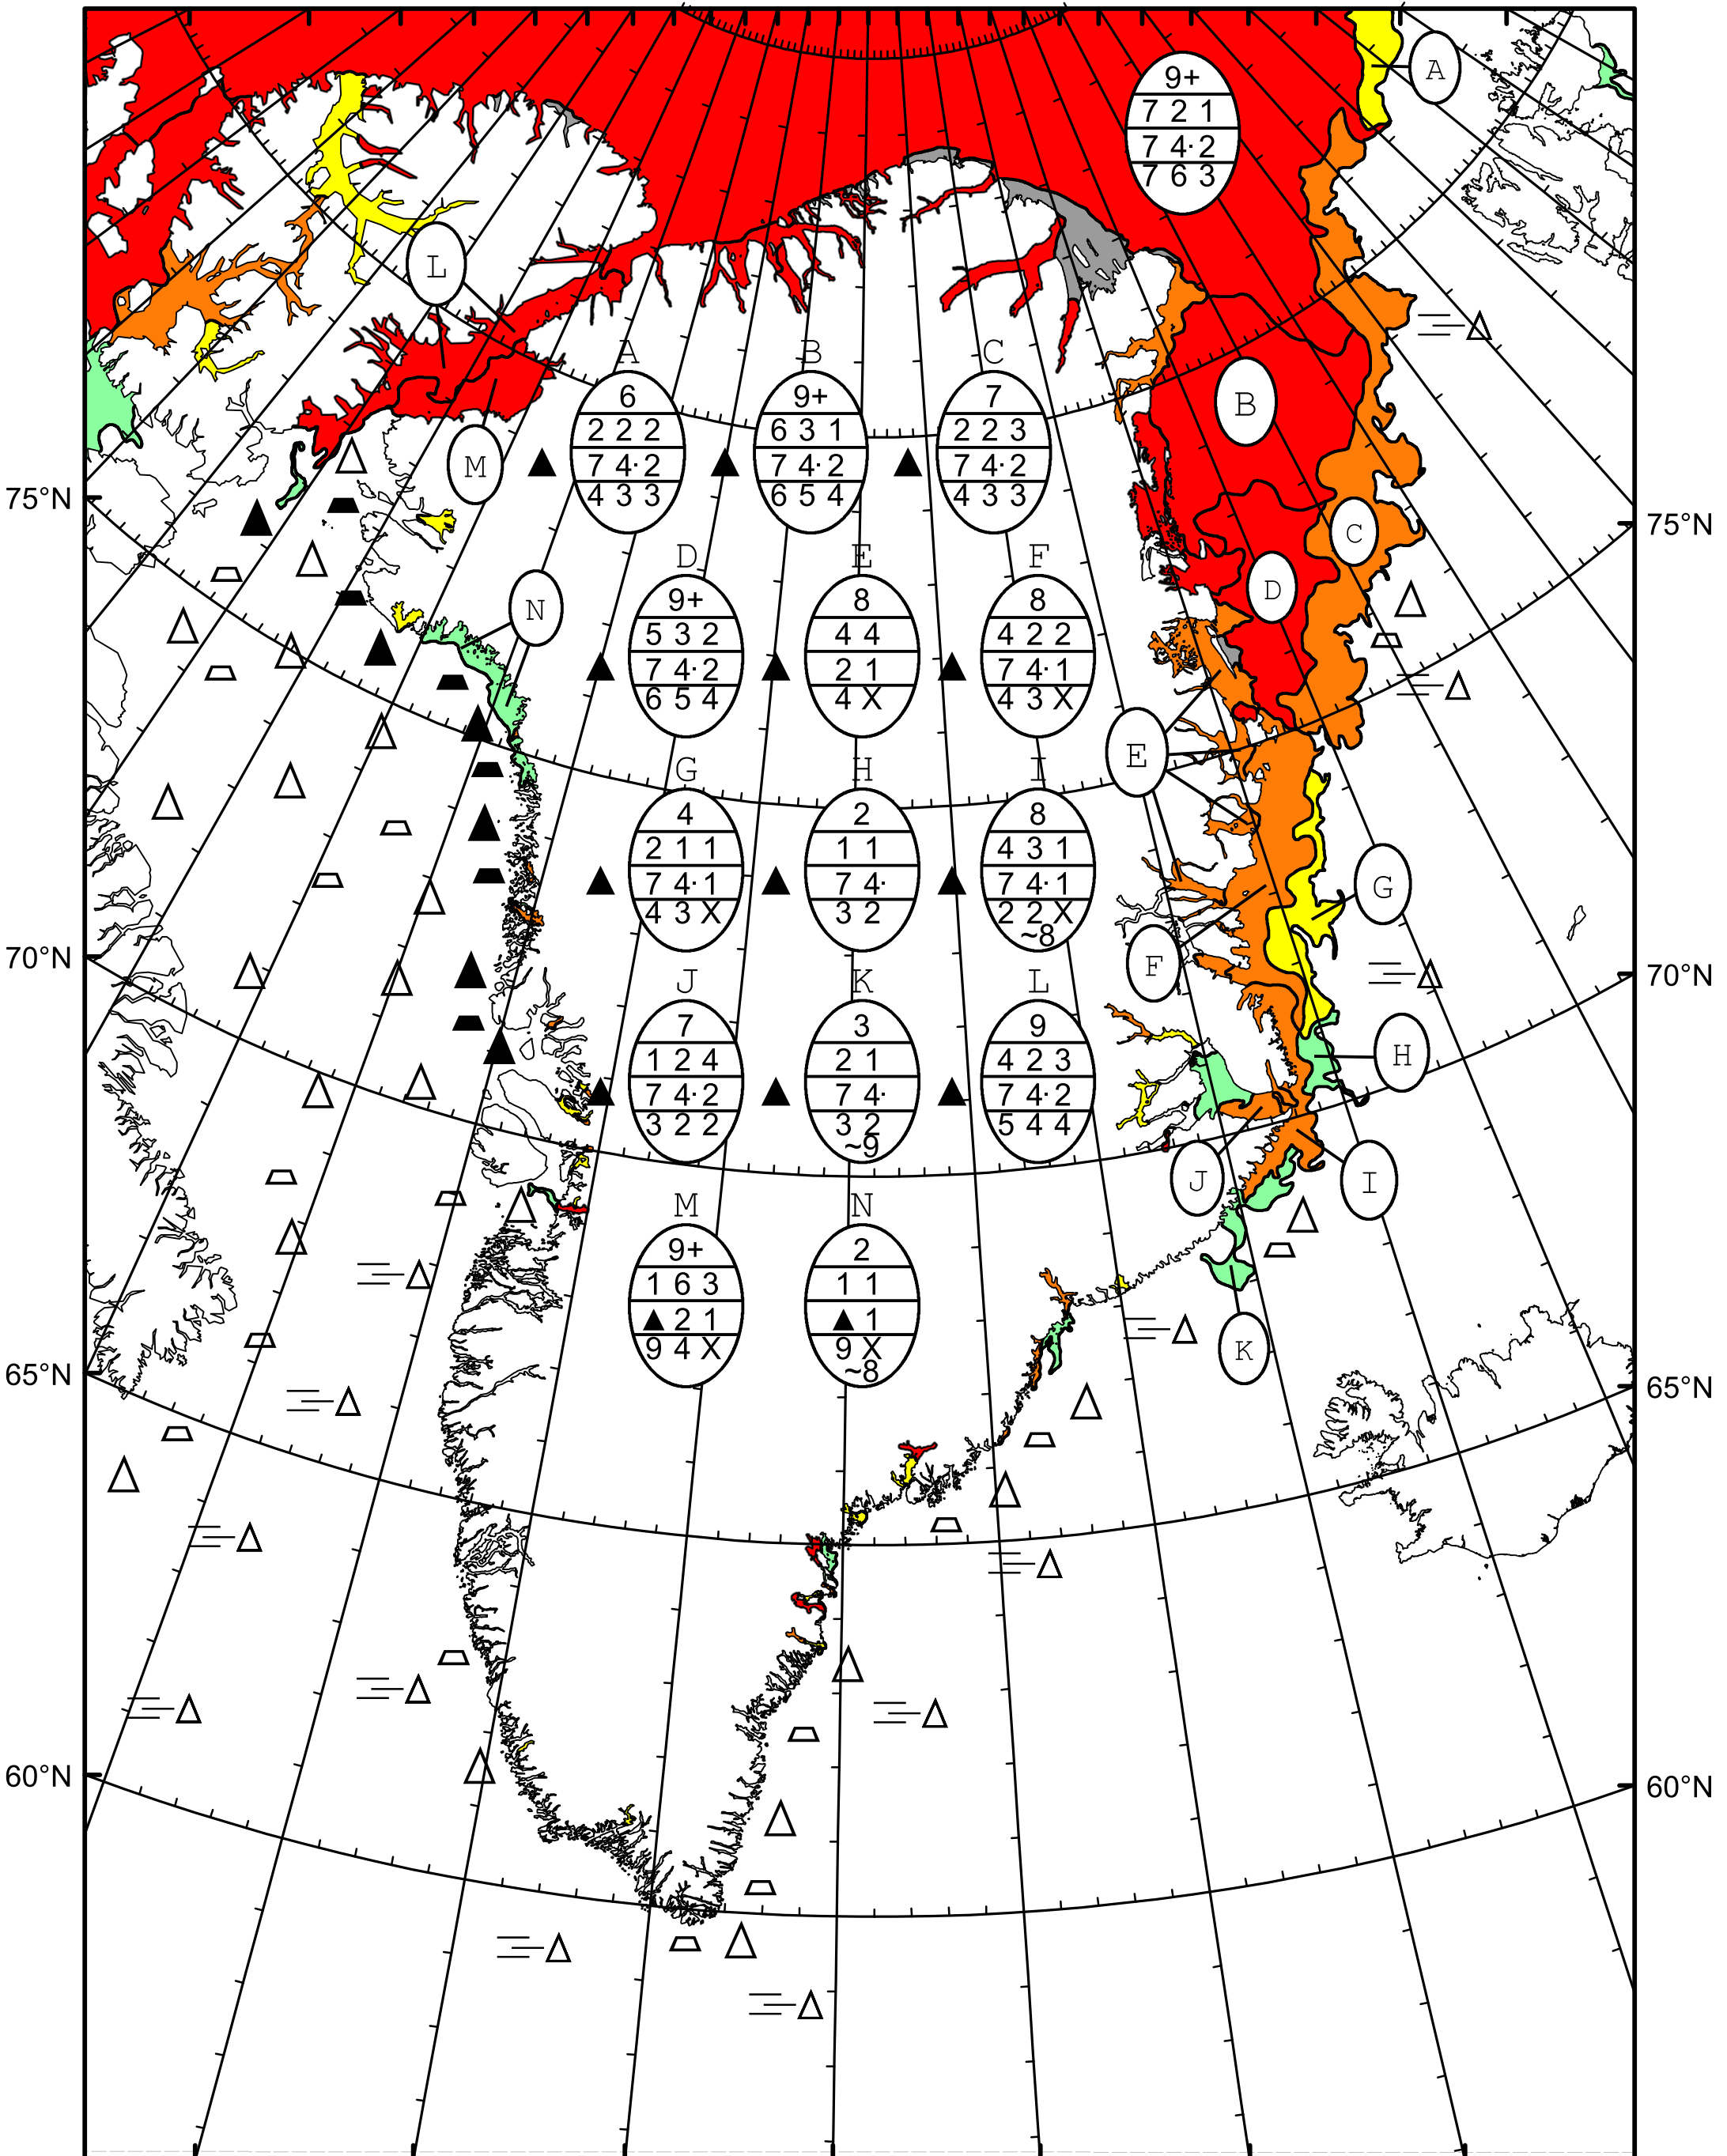 9+
A
7 2 1
7 4· 2
7 6 3
L
A B C
6 9+ 7
B
2 2 2 6 3 1 2 2 3
M
7 4· 2 7 4· 2 7 4· 2
4 3 3 6 5 4 4 3 3
75°N 75°N
C
D E F
D
9+ 8 8
N
5 3 2 4 4 4 2 2
7 4· 2 2 1 7 4· 1
6 5 4 4 X 4 3 X
E
G H I
4 2 8
2 1 1 1 1 4 3 1
7 4· 1 7 4· 7 4· 1
G
4 3 X 3 2 2 2 X
~8
70°N F 70°N
J K L
7 3 9
H
1 2 4 2 1 4 2 3
7 4· 2 7 4· 7 4· 2
3 2 2 3 2 5 4 4
~9
J I
M N
9+ 2
1 6 3 1 1
▲ 2 1 ▲ 1
9 4 X 9 X
~8
K
65°N 65°N
60°N 60°N